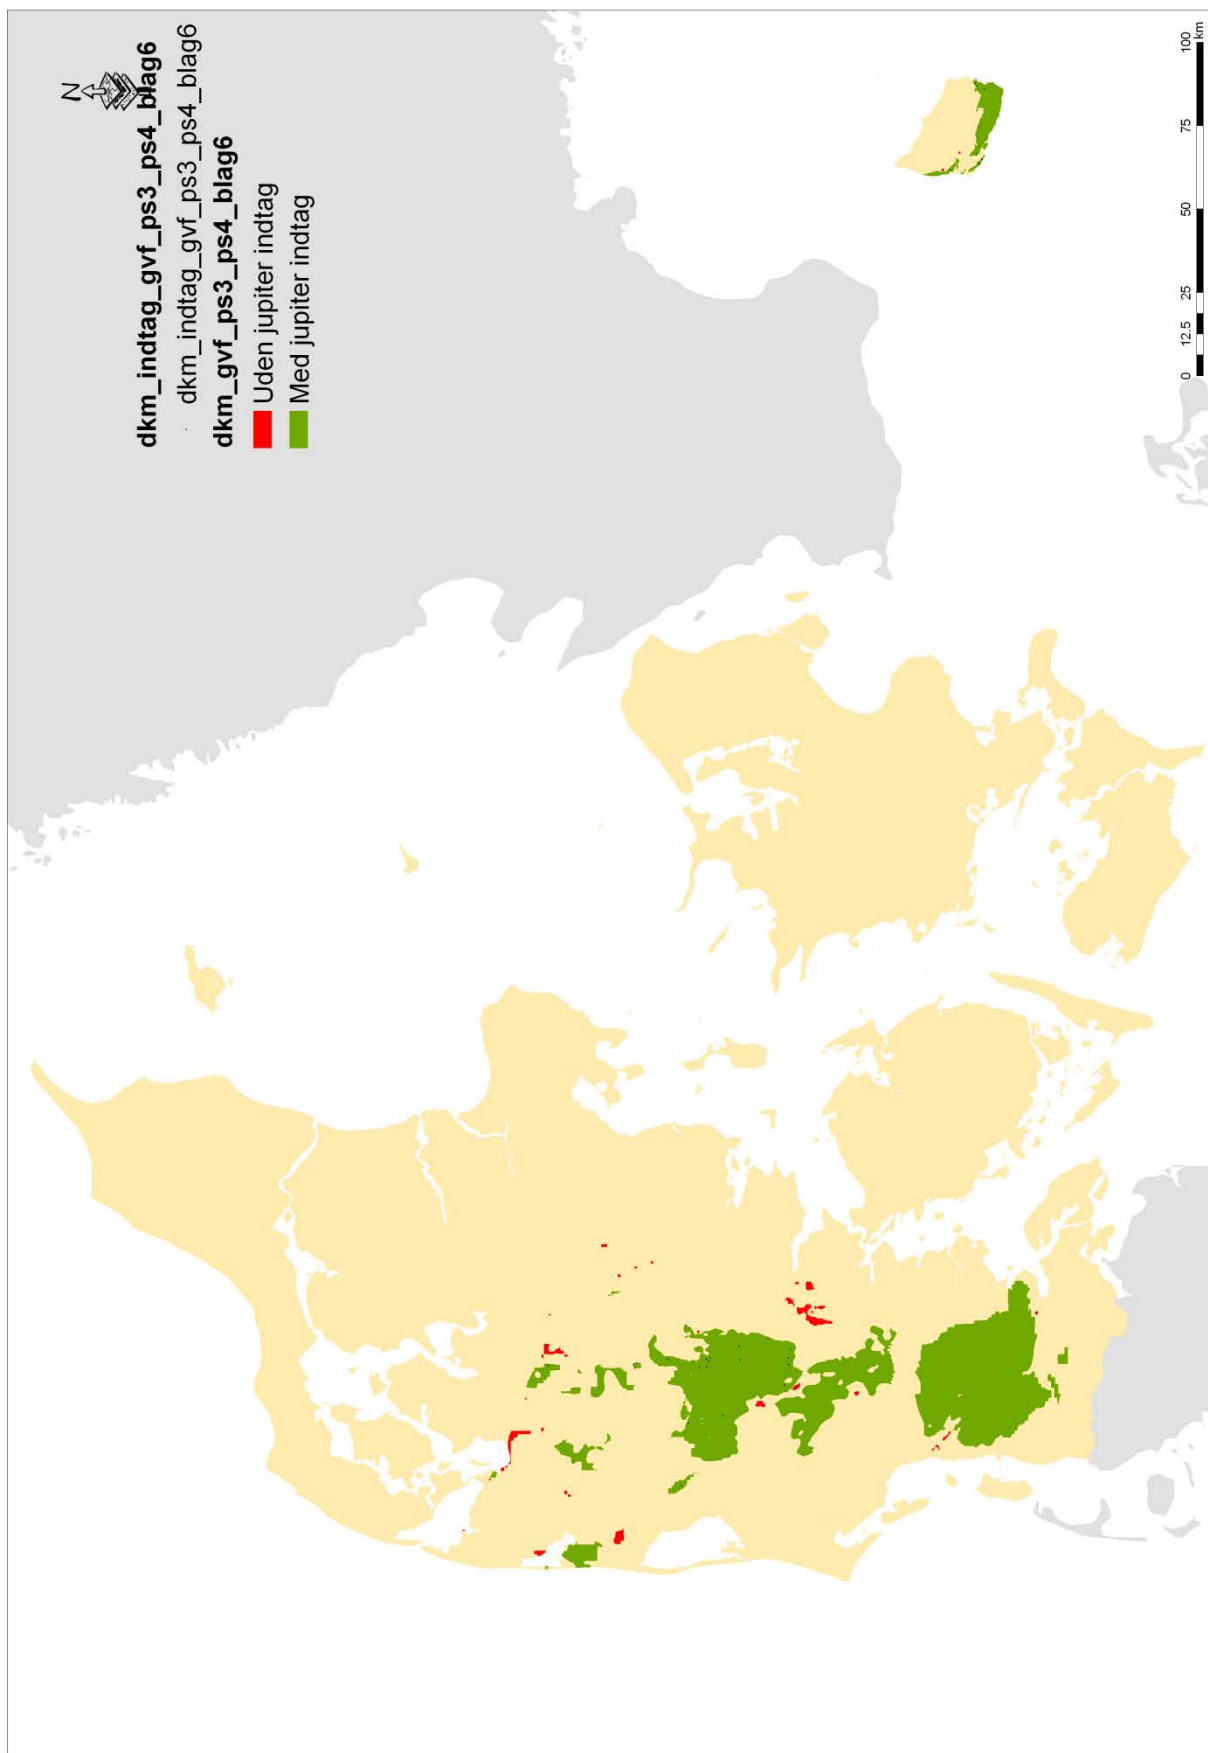 N
dkm_indtag_gvf_ps3_ps4_blag6
dkm_indtag_gvf_ps3_ps4_blag6
dkm_gvf_ps3_ps4_blag6
Uden jupiter indtag
Med jupiter indtag
0 12.5 25 50 75 100
km